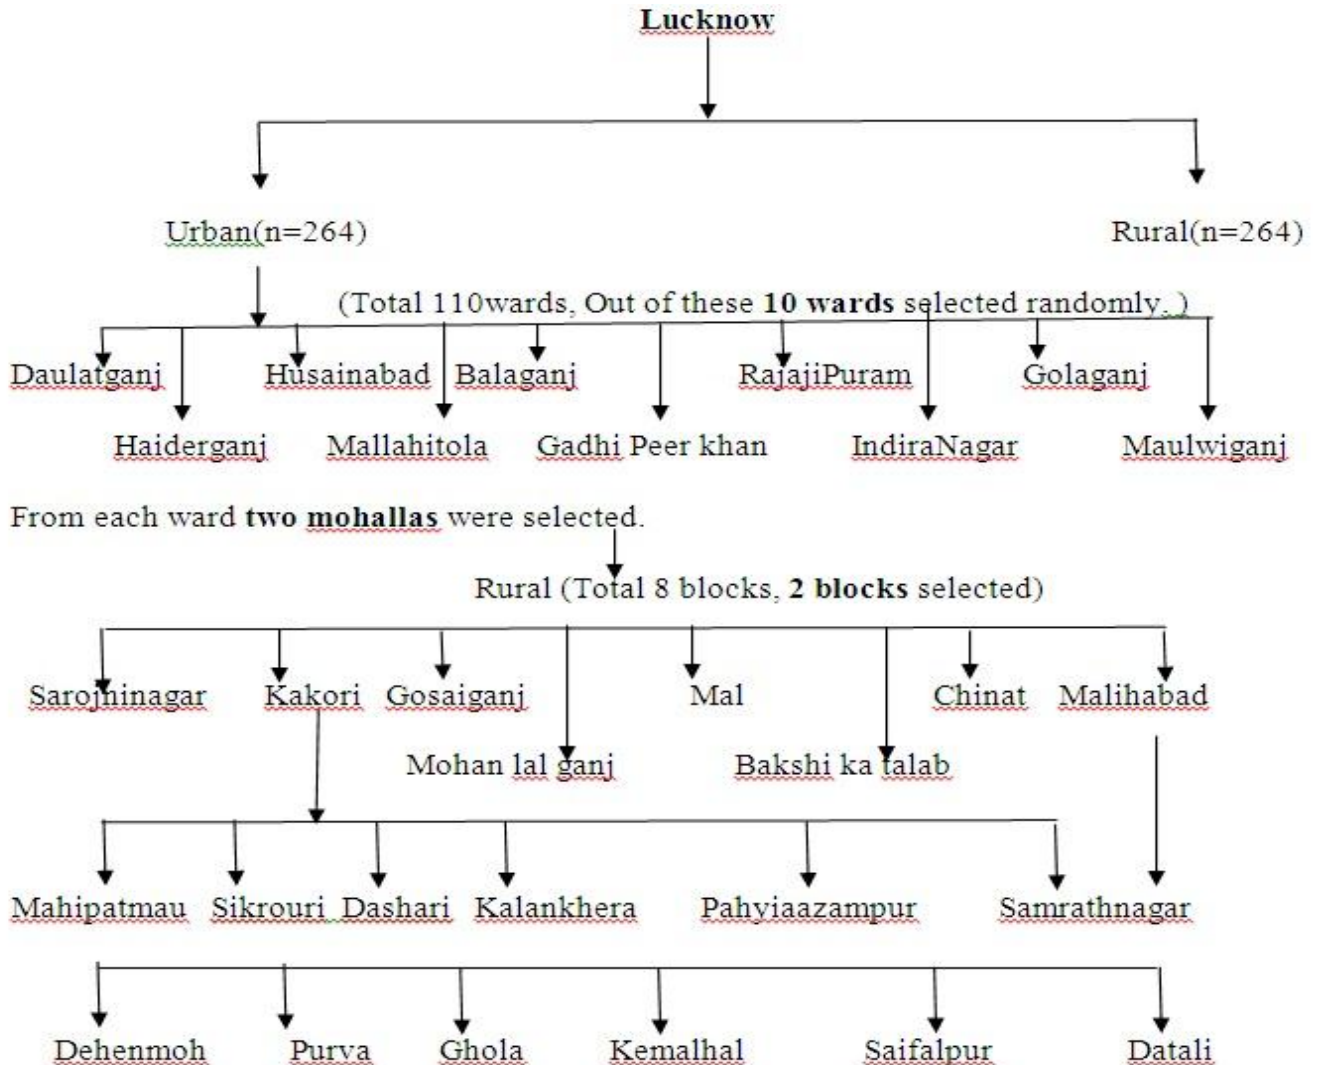 Lucknow
Urban(n=264) Rural(n=264)
(Total 110wards, Out of these 10 wards selected randomly. )
Daulatganj Husainabad Balaganj RajajiPuram Golaganj
Haiderganj Mallahitola Gadhi Peer khan IndiraNagar Maulwiganj
From each ward two mohallas were selected.
Rural (Total 8 blocks, 2 blocks selected)
Sarojninagar Kakori Gosaiganj Mal Chinat Malihabad
Mohan lal ganj Bakshi ka talab
Mahipatmau Sikrouri Dashari Kalankhera Pahyiaazampur Samrathnagar
Dehenmoh Purva Ghola Kemalhal Saifalpur Datali